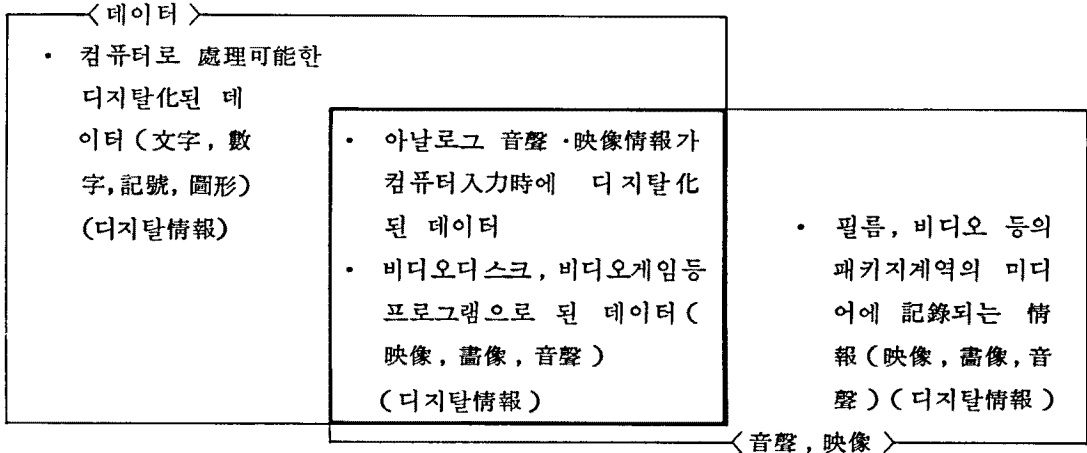 〈데이터〉
· 컴퓨터로 處理可能한
디지탈化된 데
이터(文字, 數
字, 記號, 圖形)
(디지탈情報)
· 아날로그 音聲·映像情報가
컴퓨터入力時에 디지탈化
된 데이터
· 비디오디스크, 비디오게임등
프로그램으로 된 데이터(
映像, 畵像, 音聲)
(디지탈情報)
· 필름, 비디오 등의
패키지계역의 미디
어에 記錄되는 情
報(映像, 畵像, 音
聲)(디지탈情報)
〈音聲, 映像〉